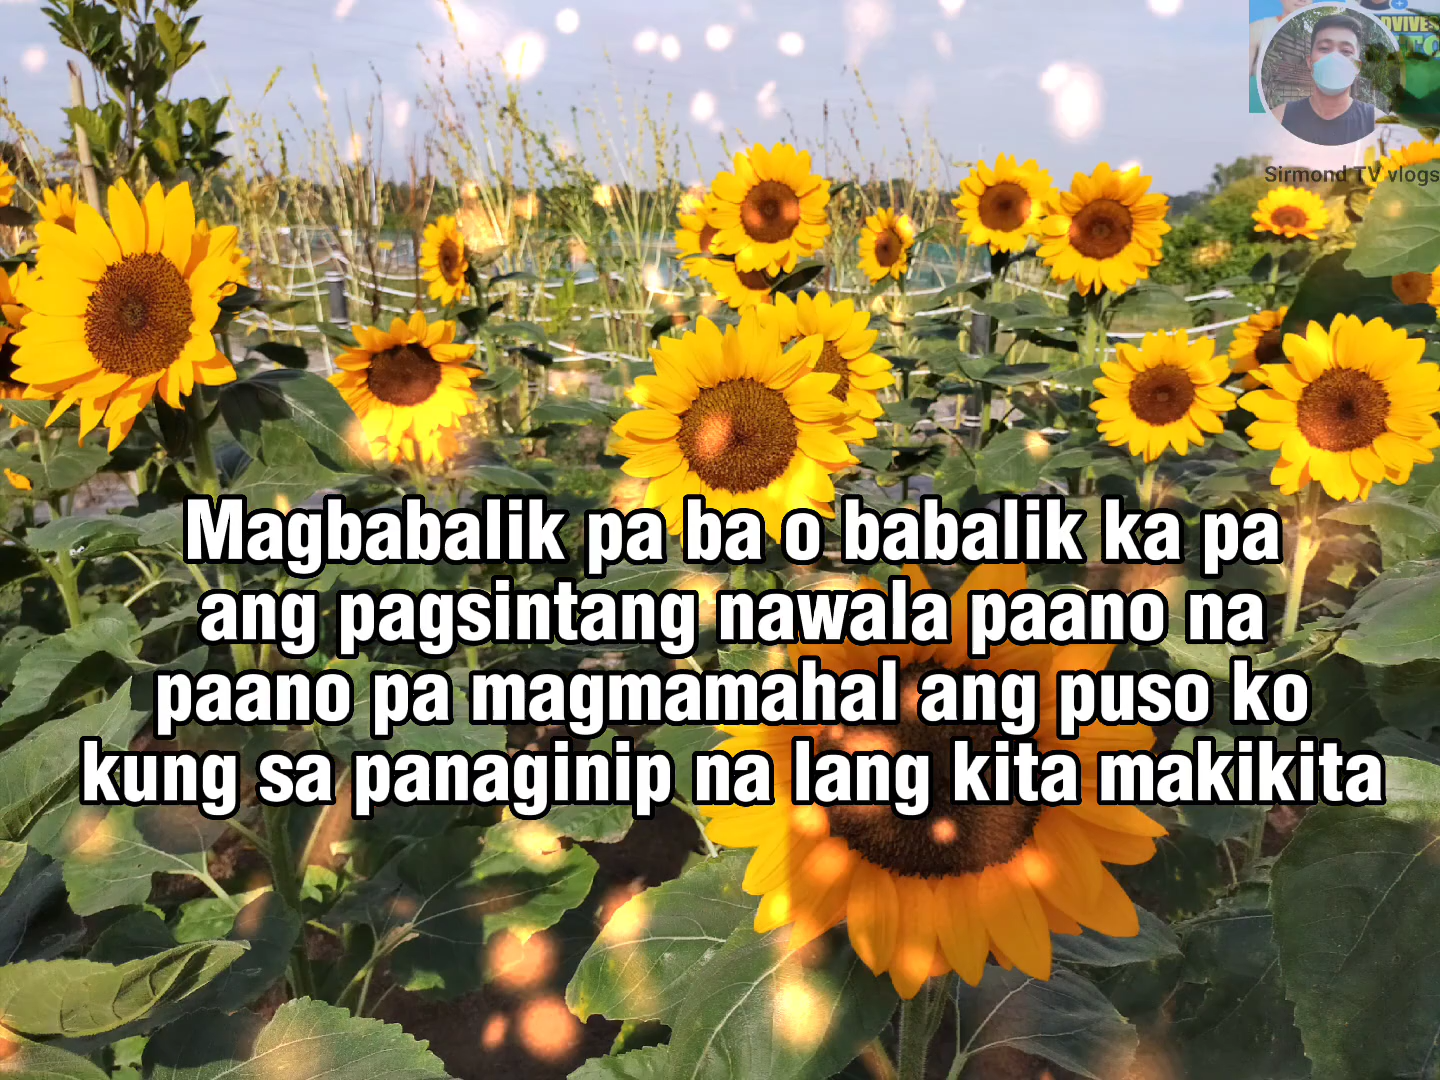 Sirmond TV vlogs
Magbabalik pa ba o babalik ka pa
ang pagsintang nawala paano na
paano pa magmamahal ang puso ko
kung sa panaginip na lang kita makikita